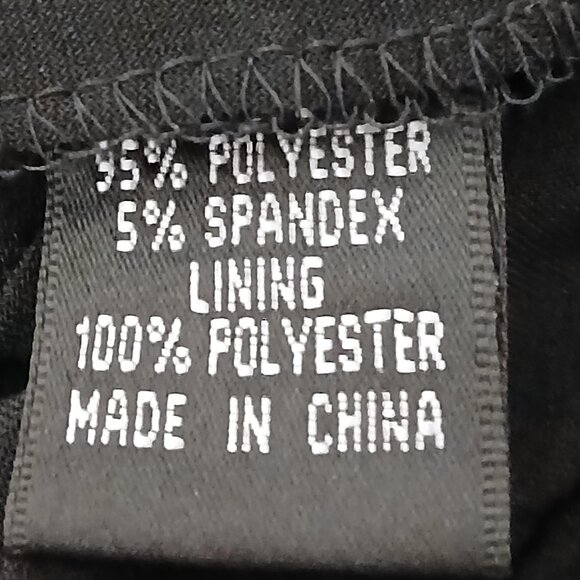 95% POLYESTER
5% SPANDEX
LINING
100% POLYESTER
MADE IN CHINA